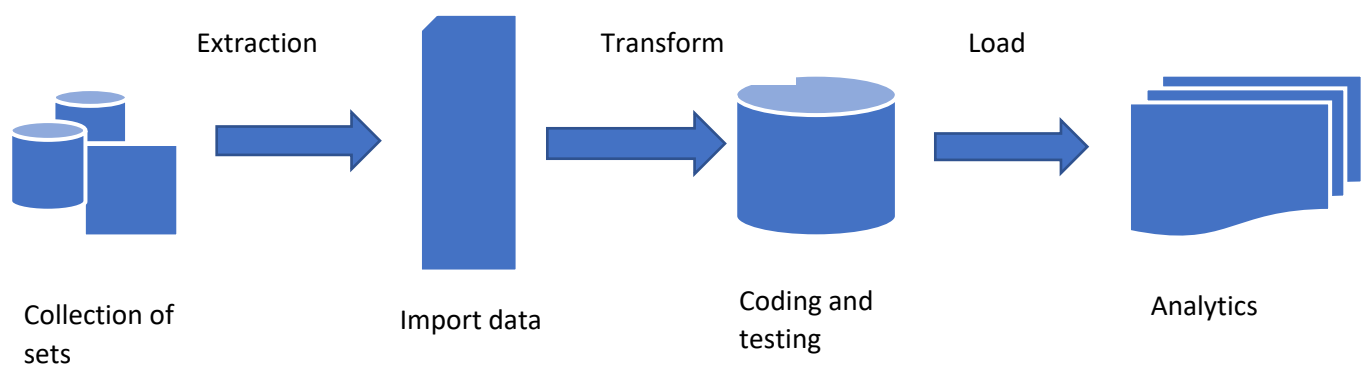 Extraction
Transform
Load
Collection of
sets
Import data
Coding and
testing
Analytics